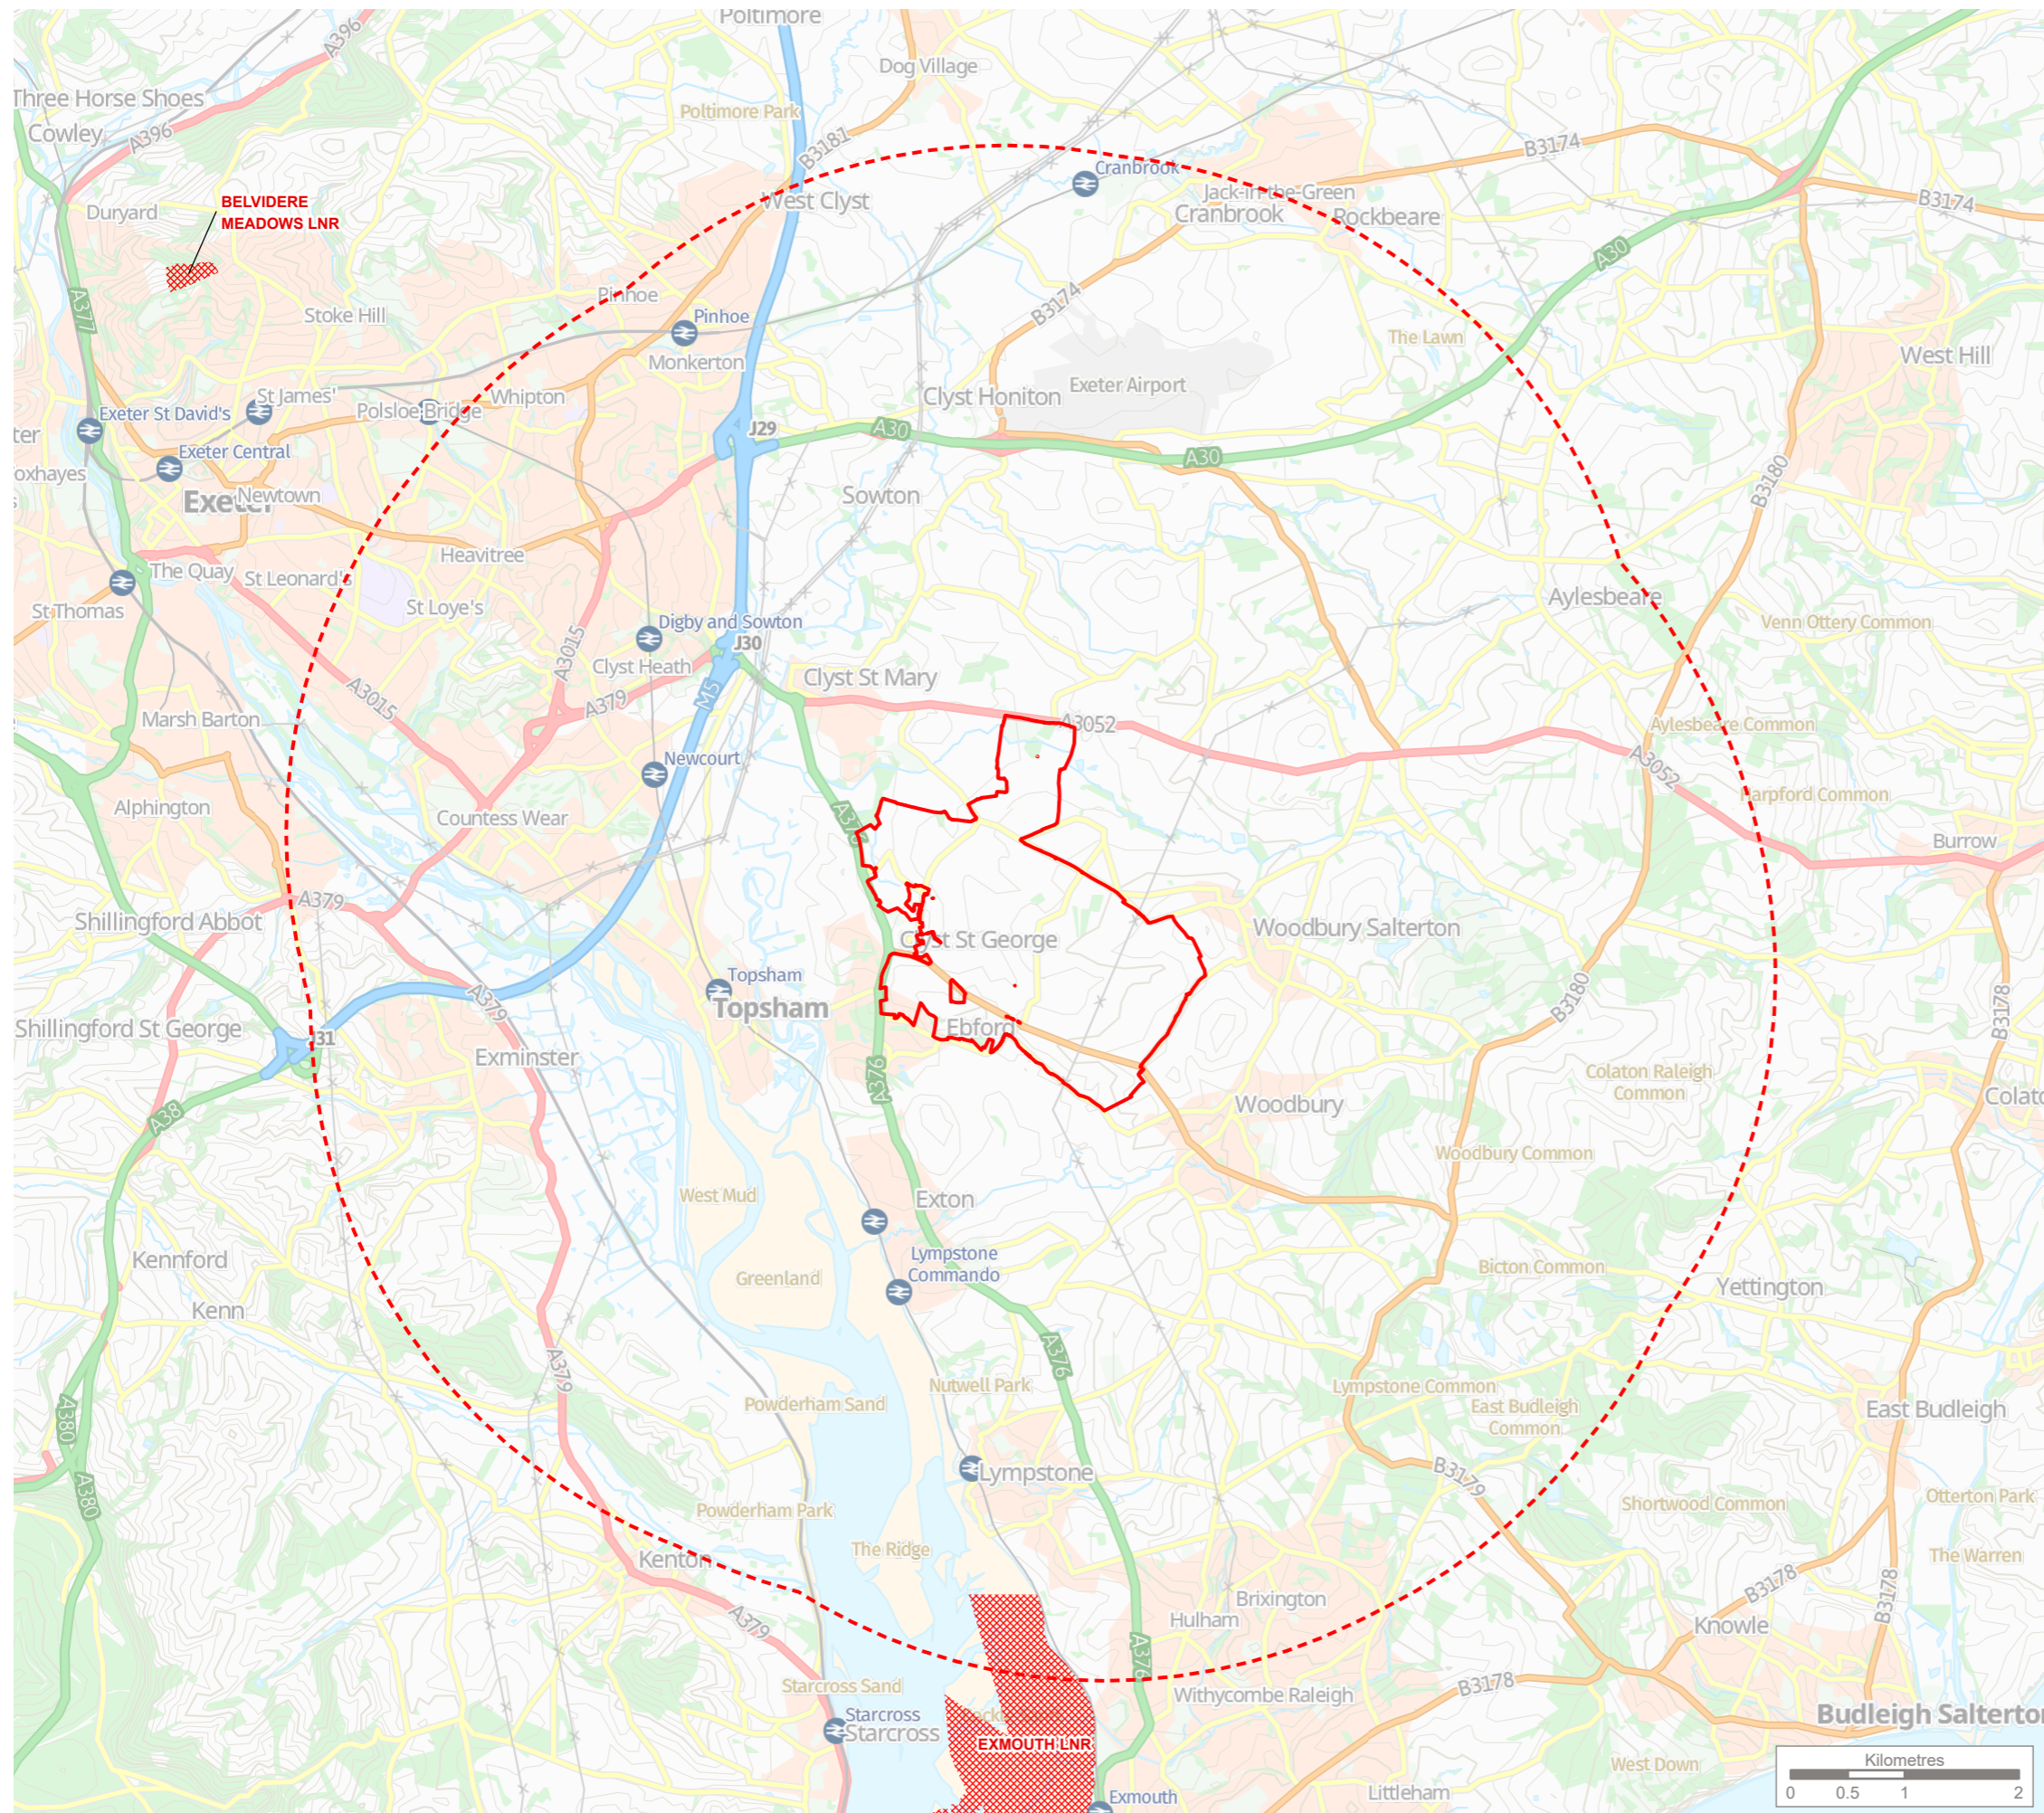 Poltimore
A396
Dog Village
Three Horse Shoes
Poltimore Park
Cowley
A396
B3181
B3174
Cranbrook
Jack-in-the-Green
BELVIDERE
MEADOWS LNR
West Clyst
Duryard
Cranbrook
Rockbeare
B3174
A30
Pinhoe
B3174
A377
Stoke Hill
Pinhoe
The Lawn
West Hill
Monkerton
Exeter Airport
St James'
Whipton
Clyst Honiton
Exeter St David's
Polsloe Bridge
J29
A30
Exeter Central
A30
oxhayes
B3180
Exeter
Newtown
Sowton
Heavitree
The Quay
St Leonard's
Aylesbeare
St Thomas
St Loye's
Digby and Sowton
Venn Ottery Common
J30
A3015
Clyst Heath
Clyst St Mary
M5
A3015
A379
Marsh Barton
A3052
Aylesbeare Common
Newcourt
A3052
Alphington
Countess Wear
A376
Harpford Common
Burrow
A379
Shillingford Abbot
Woodbury Salterton
Clyst St George
Topsham
B3180
Topsham
A379
B3178
Shillingford St George
J31
Ebford
Exminster
A376
Colaton Raleigh
Common
Colato
A38
Woodbury
Woodbury Common
West Mud
Exton
Kennford
Lympstone
Commando
Bicton Common
Greenland
Yettington
Kenn
A376
A379
Nutwell Park
Lympstone Common
Powderham Sand
East Budleigh
Common
East Budleigh
A380
Lympstone
B3179
A380
Powderham Park
Shortwood Common
Otterton Park
The Ridge
The Warren
Kenton
B3178
Brixington
B3178
Hulham
A379
Knowle
A376
Starcross Sand
B3178
Withycombe Raleigh
Starcross
Starcross
Budleigh Salterton
EXMOUTH LNR
West Down
Kilometres
Exmouth
Littleham
0 0.5 1 2